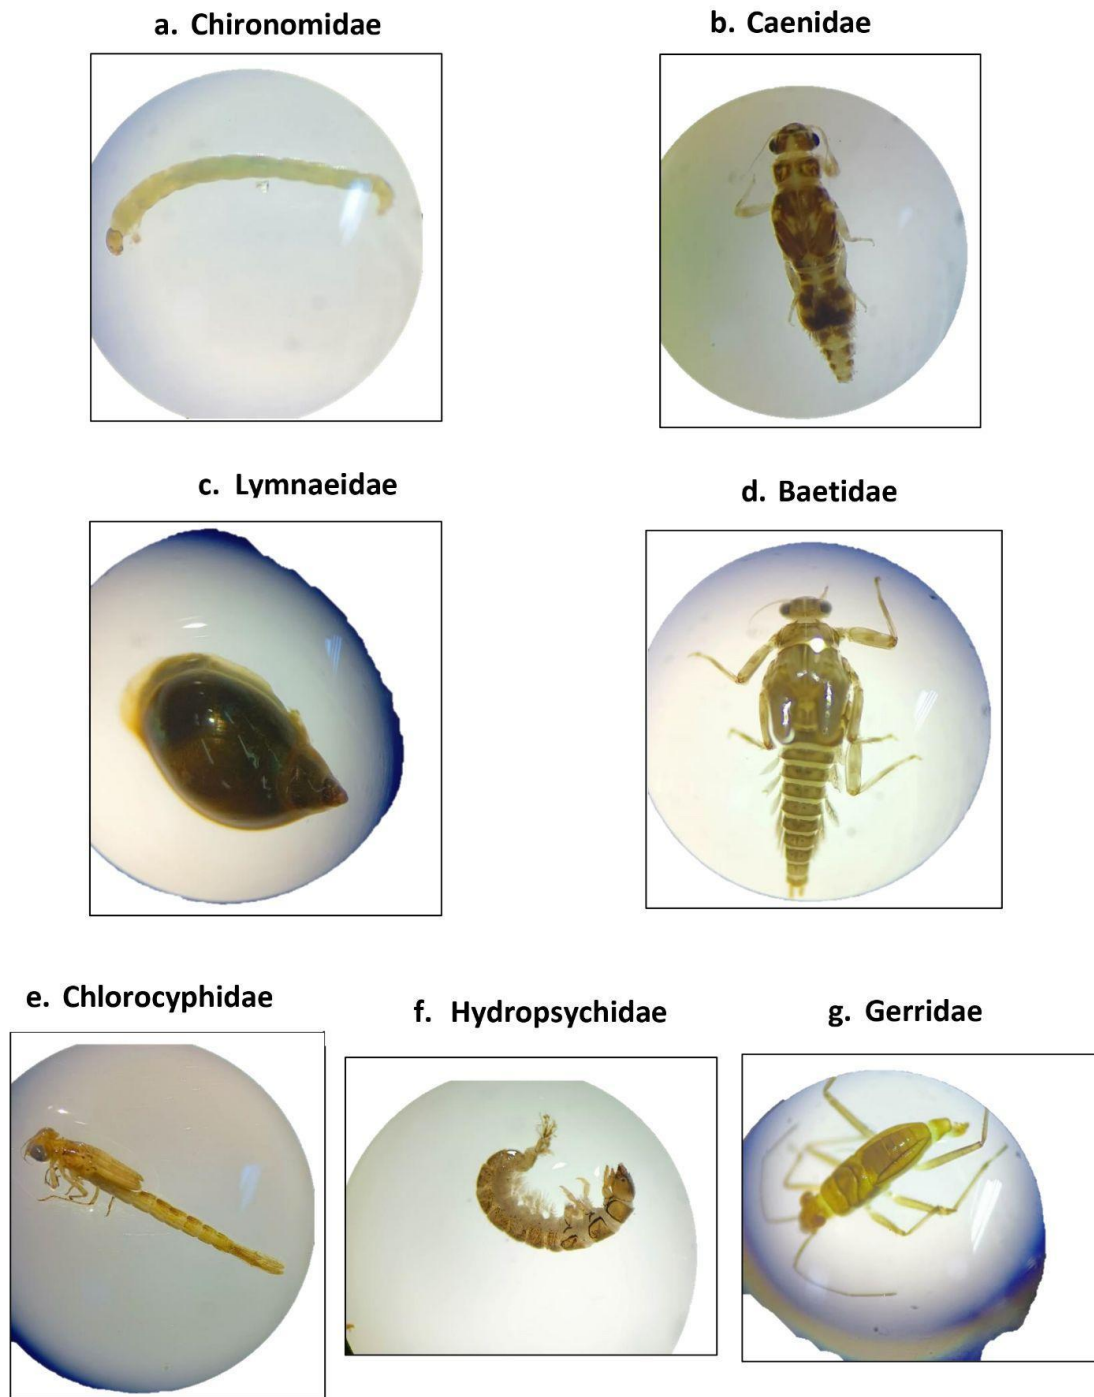 a. Chironomidae
b. Caenidae
c. Lymnaeidae
d. Baetidae
e. Chlorocyphidae
f. Hydropsychidae
g. Gerridae